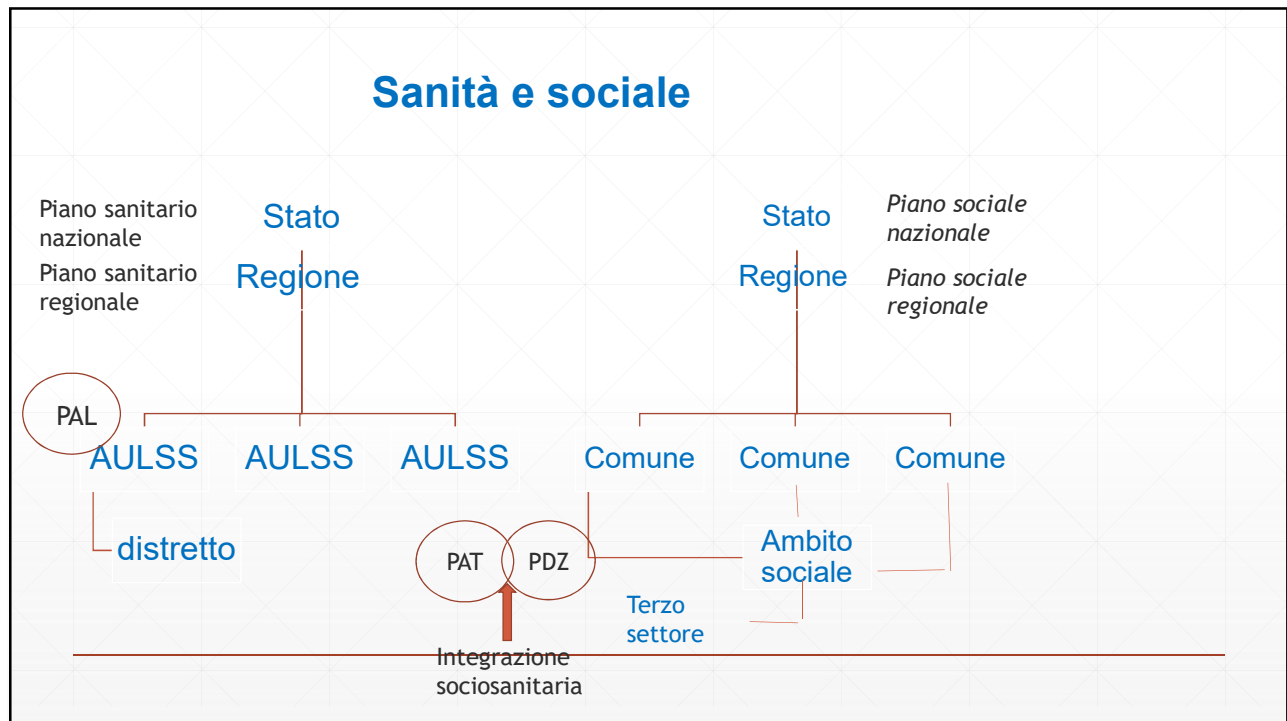 Sanità e sociale
Piano sanitario
nazionale
Stato
Stato
Piano sociale
nazionale
Piano sanitario
regionale
Regione
Regione
Piano sociale
regionale
PAL
AULSS
AULSS
AULSS
Comune
Comune
Comune
distretto
PAT
PDZ
Ambito
sociale
Terzo
settore
Integrazione
sociosanitaria